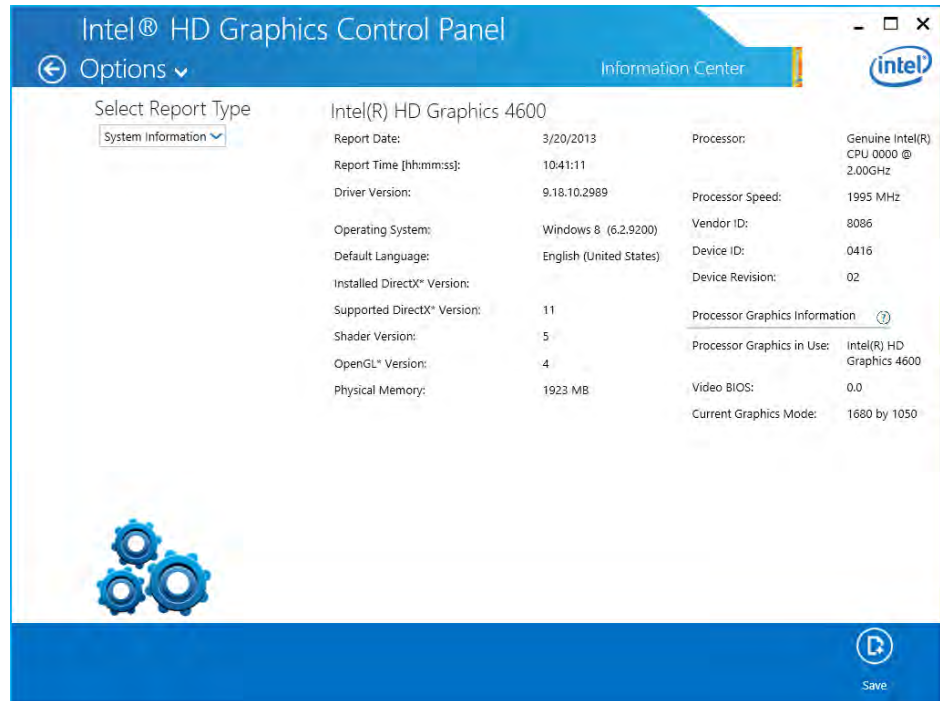 Intel® HD Graphics Control Panel
Options
Information Center
intel
Select Report Type
System Information
Intel(R) HD Graphics 4600
Report Date: 3/20/2013
Report Time [hh:mm:ss]: 10:41:11
Driver Version: 9.18.10.2989
Operating System: Windows 8 (6.2.9200)
Default Language: English (United States)
Installed DirectX* Version:
Supported DirectX* Version: 11
Shader Version: 5
OpenGL* Version: 4
Physical Memory: 1923 MB
Processor: Genuine Intel(R)
CPU 0000 @
2.00GHz
Processor Speed: 1995 MHz
Vendor ID: 8086
Device ID: 0416
Device Revision: 02
Processor Graphics Information ?
Processor Graphics in Use: Intel(R) HD
Graphics 4600
Video BIOS: 0.0
Current Graphics Mode: 1680 by 1050
Save